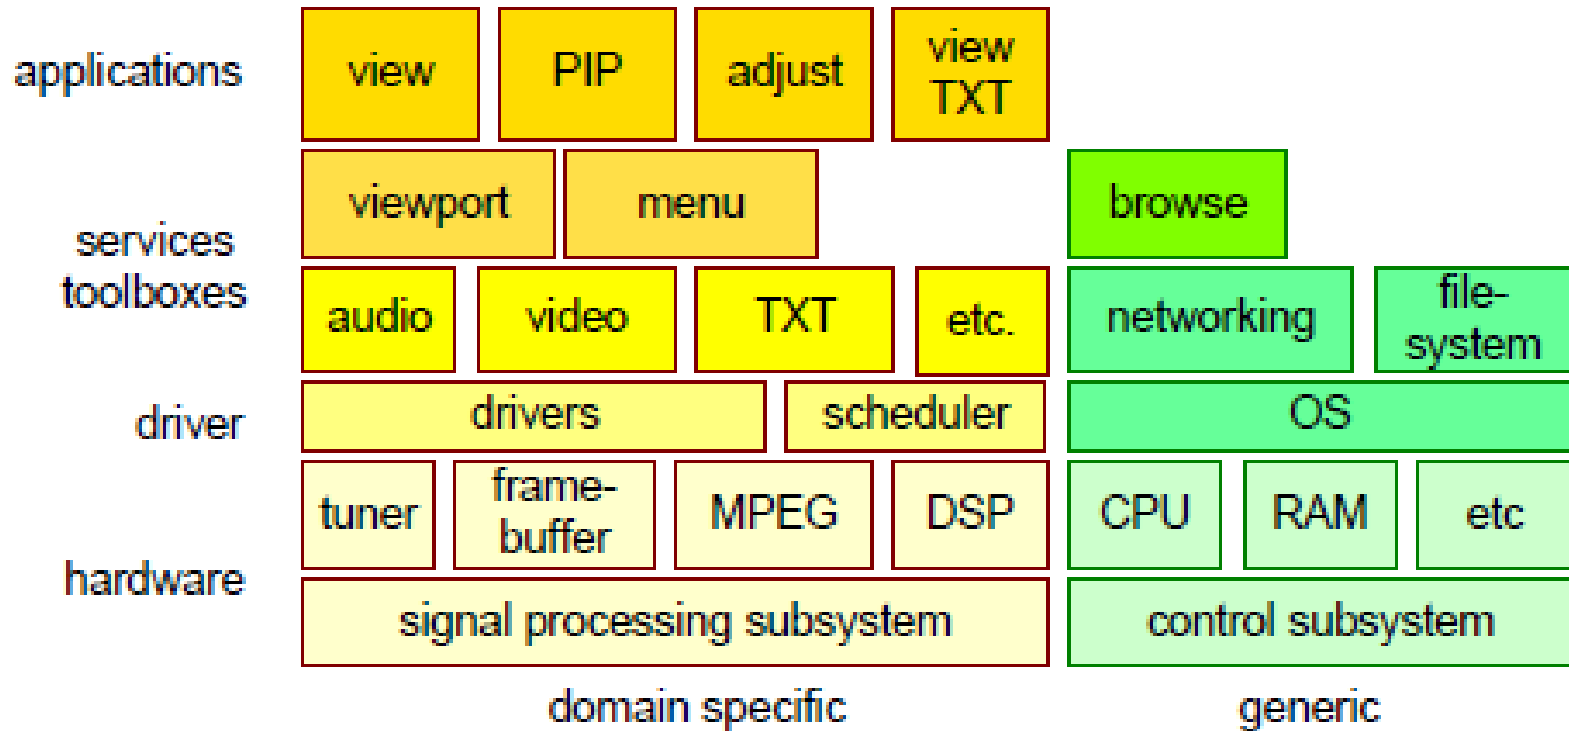 applications
view
PIP
adjust
view
TXT
services
toolboxes
viewport
menu
browse
audio
video
TXT
etc.
networking
file-
system
driver
drivers
scheduler
OS
hardware
tuner
frame-
buffer
MPEG
DSP
CPU
RAM
etc
signal processing subsystem
control subsystem
domain specific
generic